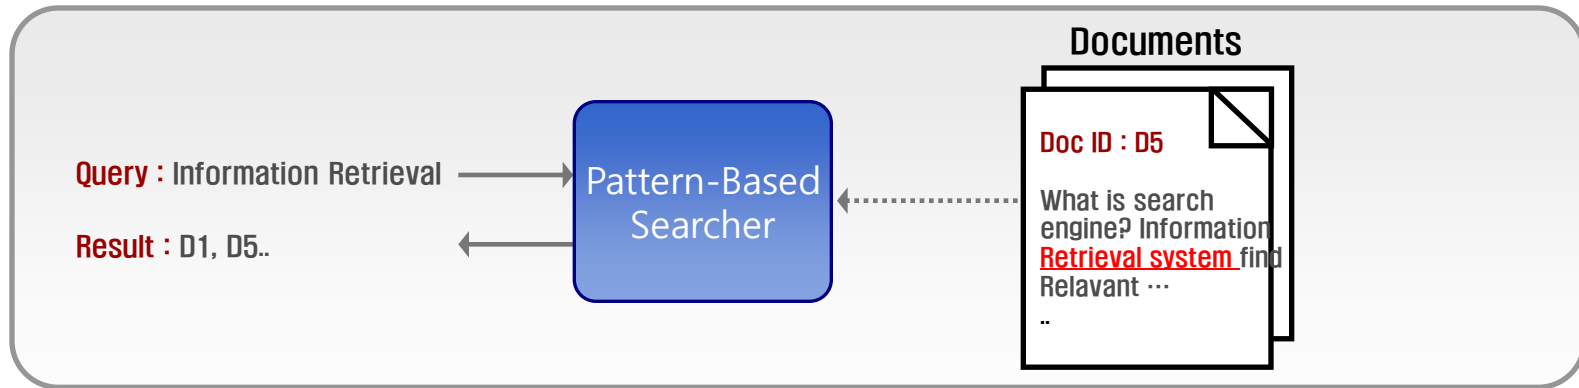 Documents
Query : Information Retrieval
Result : D1, D5..
Pattern-Based
Searcher
Doc ID : D5
What is search
engine? Information
Retrieval system find
Relavant ⋯
..